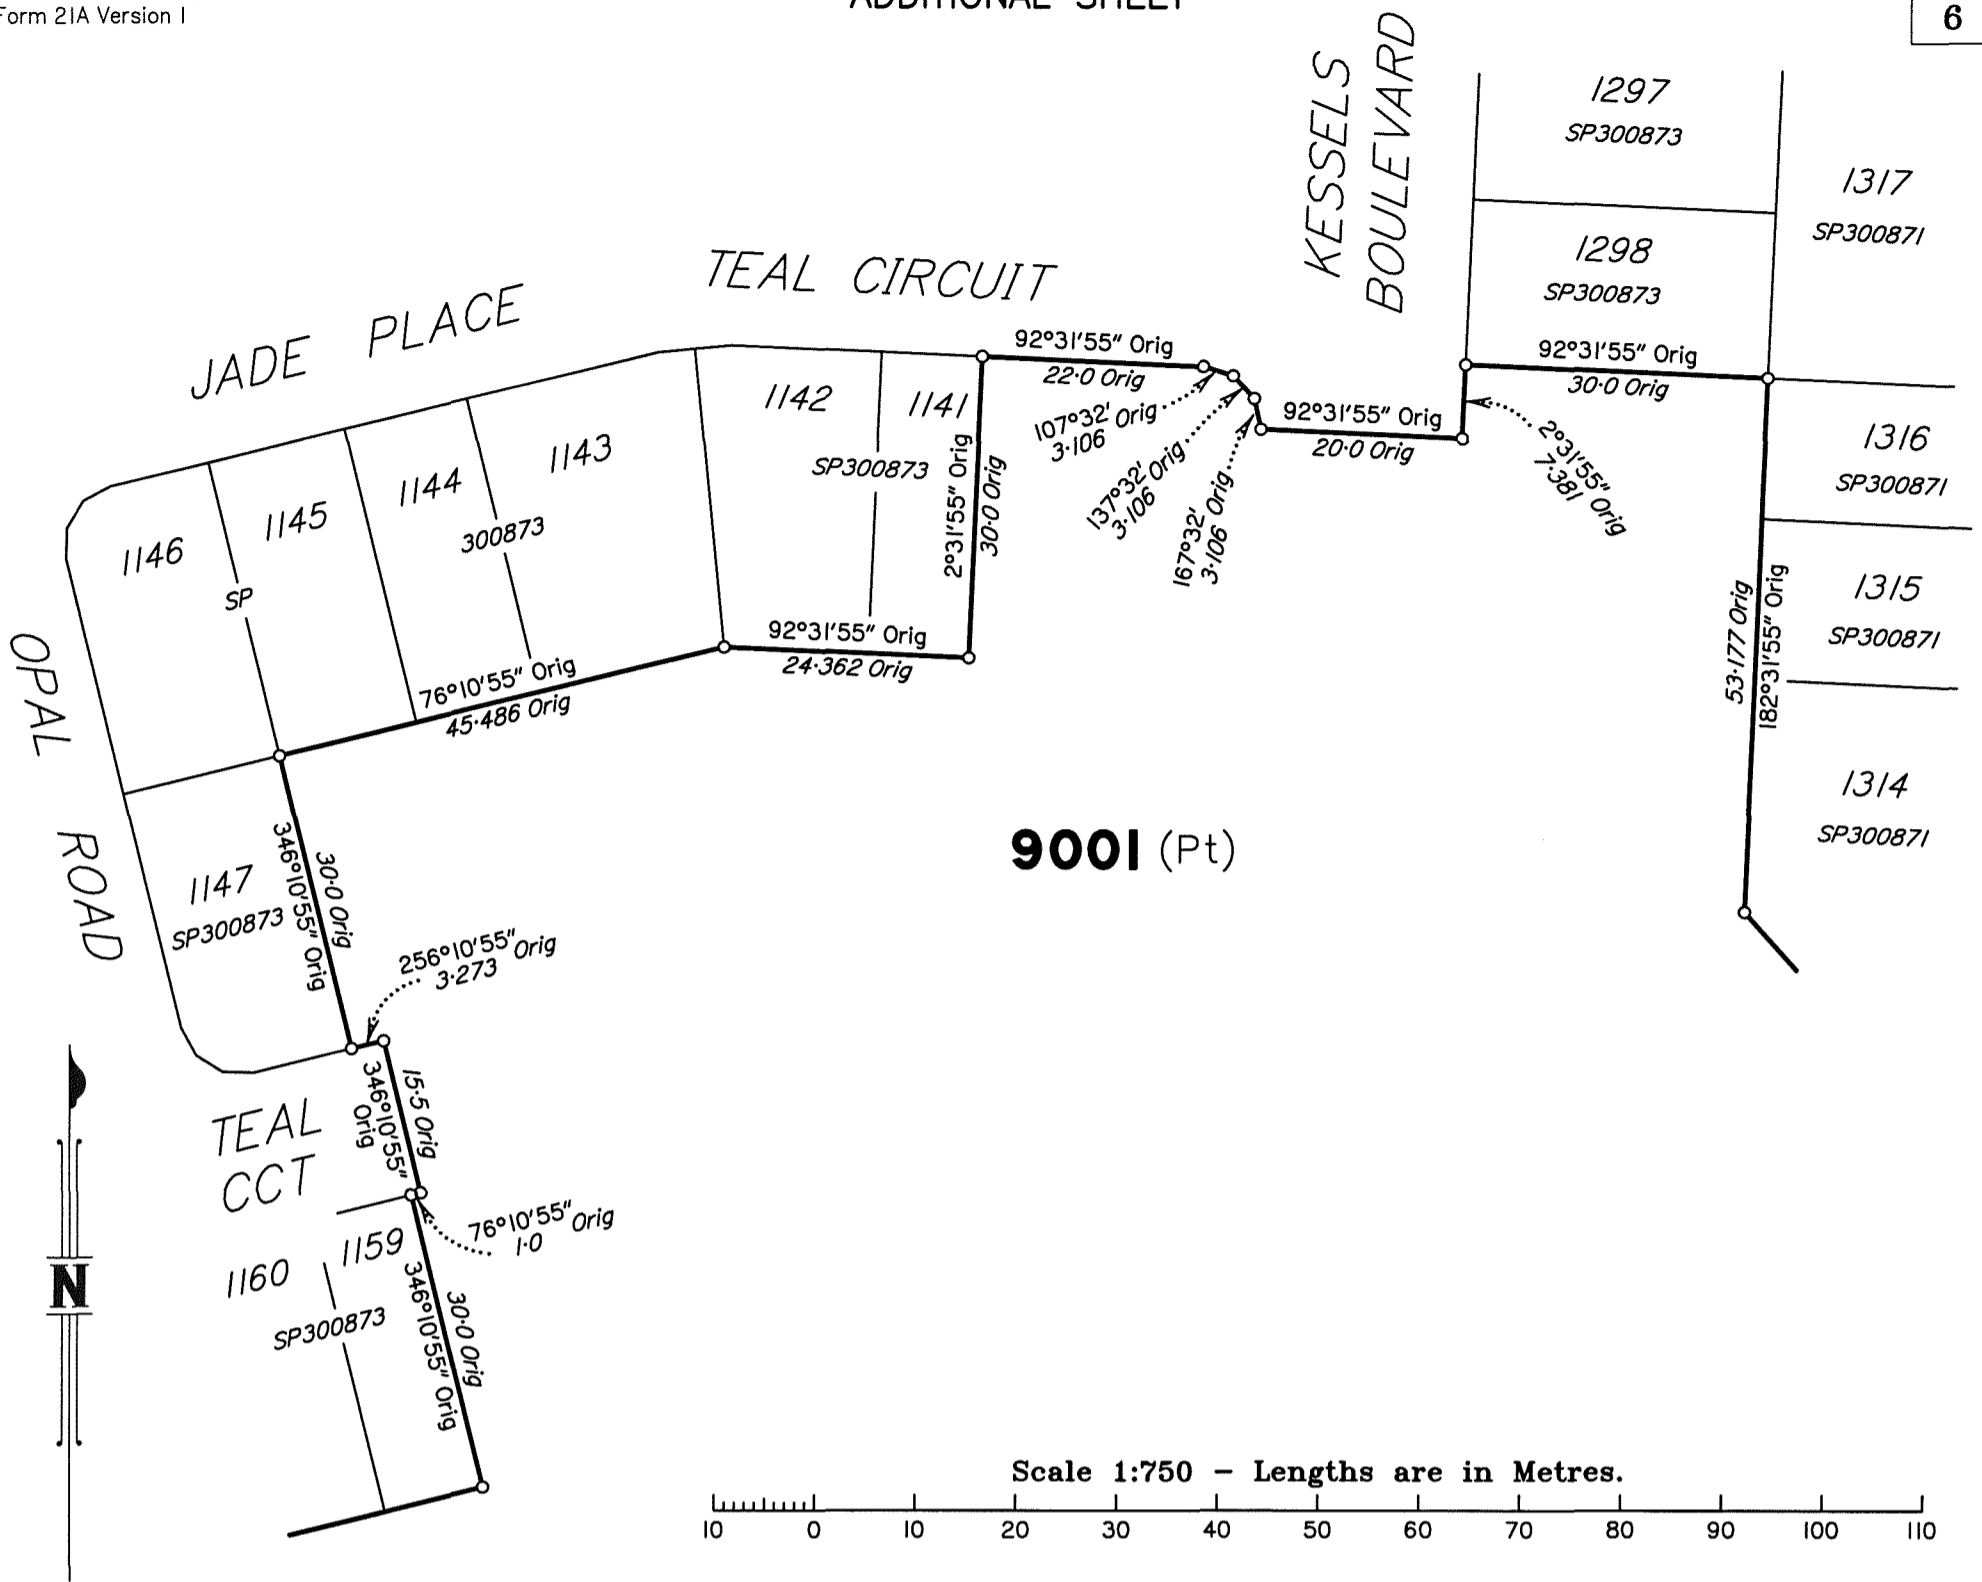 Form 21A Version 1
ADDITIONAL SHEET
6
KESSELS
BOULEVARD
1297
SP300873
1317
SP300871
1298
SP300873
TEAL CIRCUIT
JADE PLACE
92°31'55" Orig
22·0 Orig
92°31'55" Orig
30·0 Orig
1142
1141
SP300873
107°32' Orig
3·106
137°32' Orig
3·106
167°32' Orig
3·106
92°31'55" Orig
20·0 Orig
2°31'55" Orig
7·381
1316
SP300871
1143
1144
300873
1145
1146
SP
2°31'55" Orig
30·0 Orig
92°31'55" Orig
24·362 Orig
76°10'55" Orig
45·486 Orig
53·177 Orig
182°31'55" Orig
1315
SP300871
1314
SP300871
OPAL
ROAD
9001 (Pt)
1147
SP300873
30·0 Orig
346°10'55" Orig
256°10'55" Orig
3·273
15·5 Orig
346°10'55"
Orig
TEAL
CCT
76°10'55" Orig
1·0
1159
1160
SP300873
30·0 Orig
346°10'55" Orig
N
Scale 1:750 – Lengths are in Metres.
10 0 10 20 30 40 50 60 70 80 90 100 110